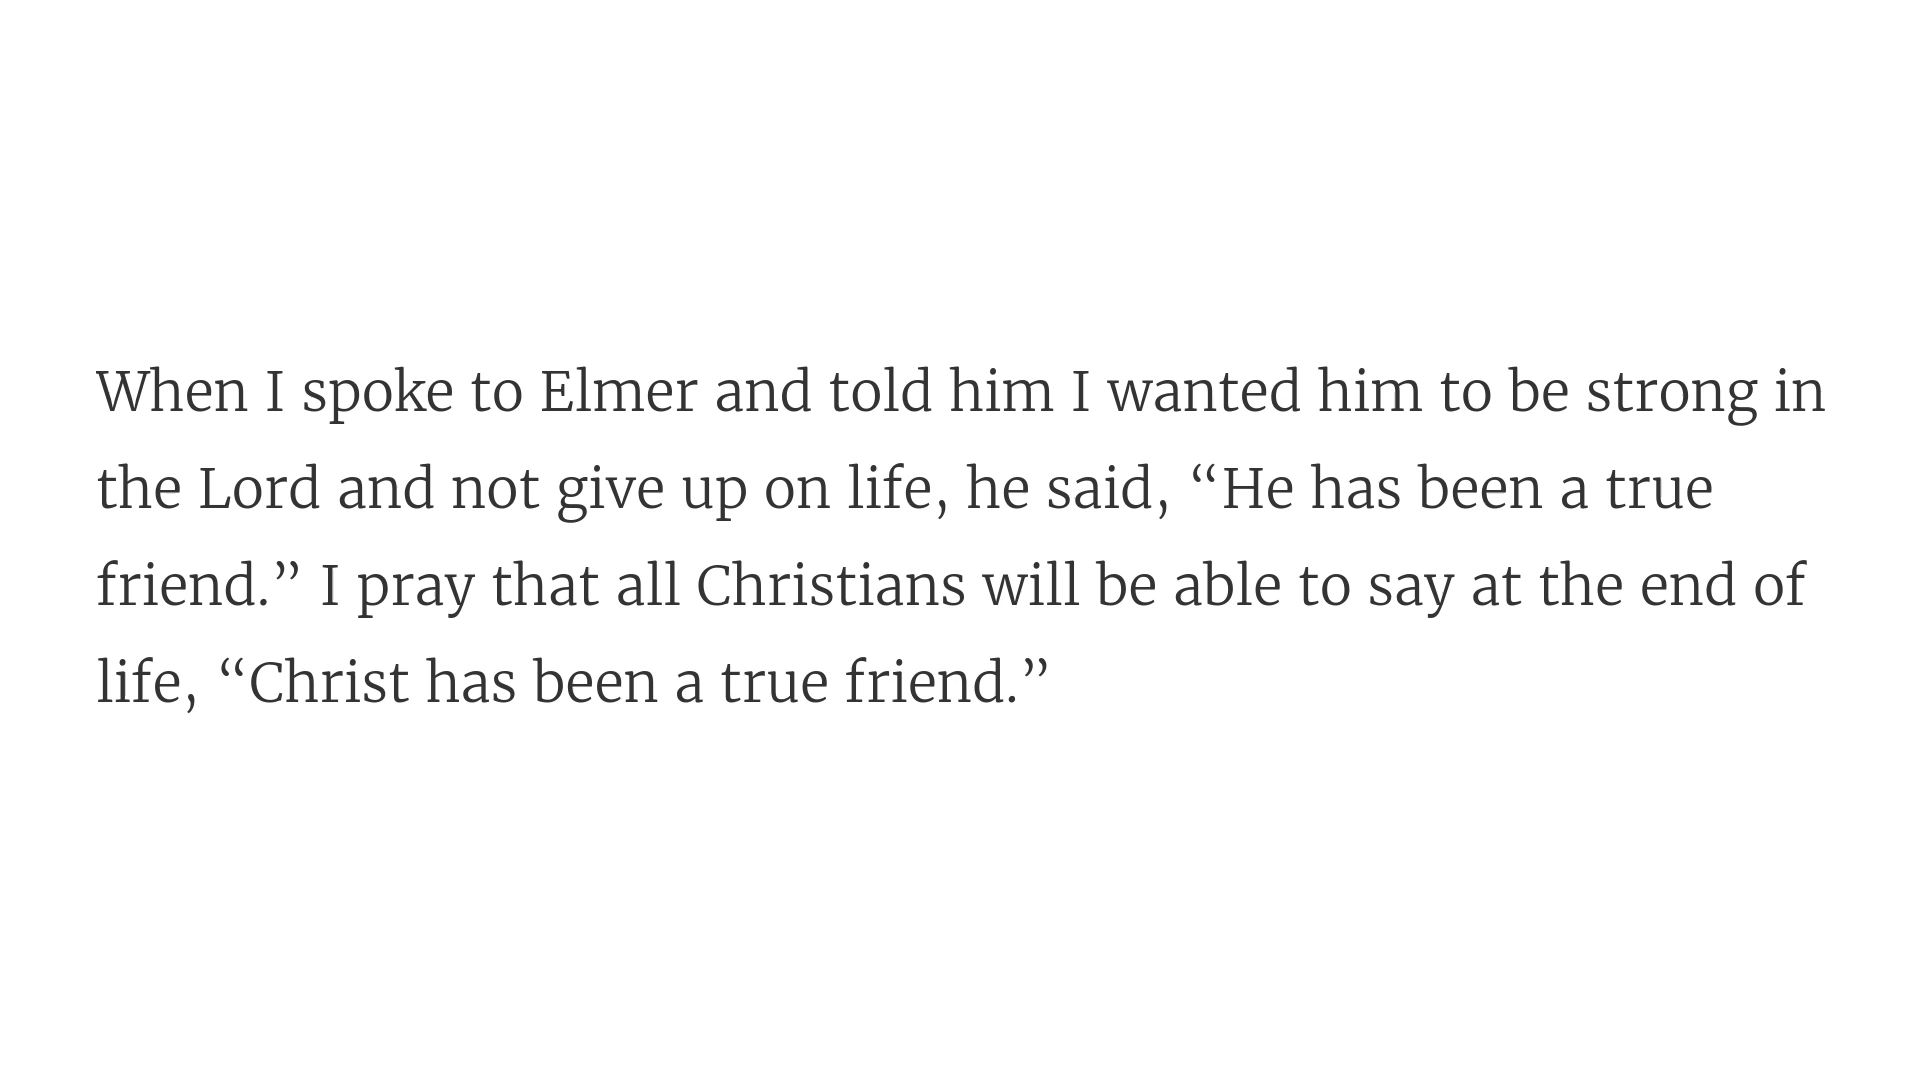 When I spoke to Elmer and told him I wanted him to be strong in
the Lord and not give up on life, he said, “He has been a true
friend.” I pray that all Christians will be able to say at the end of
life, “Christ has been a true friend.”